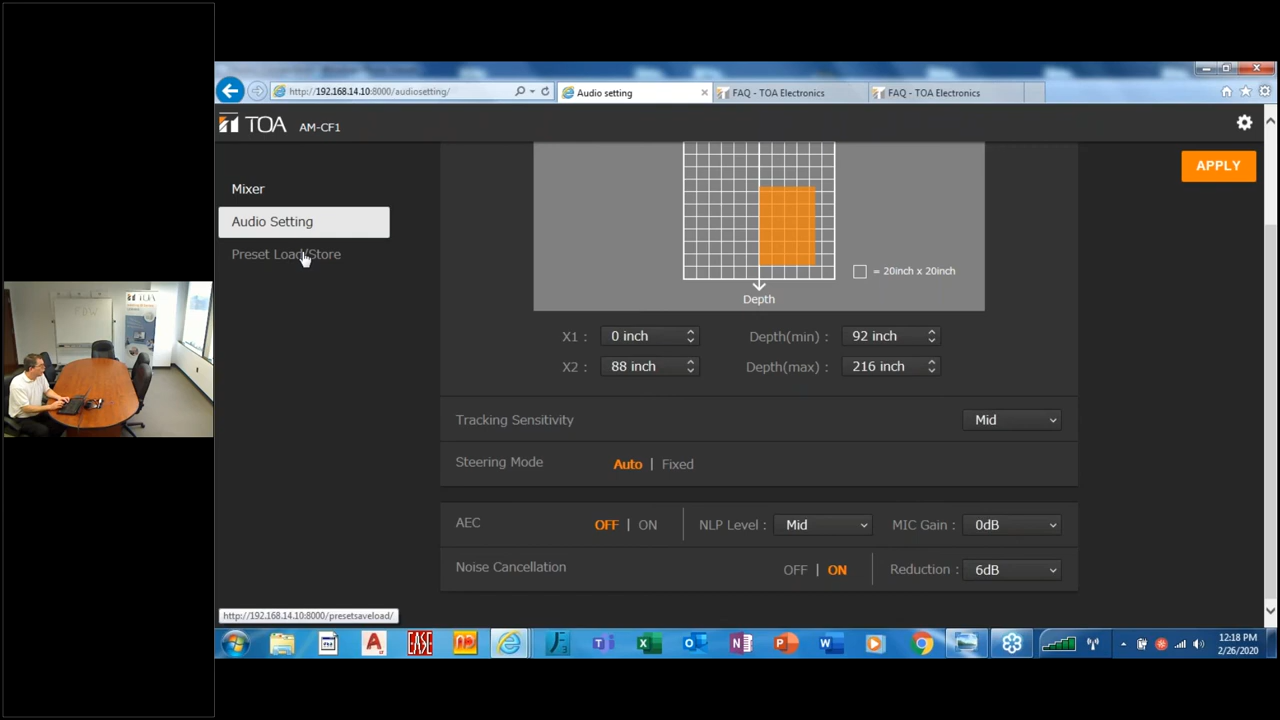 http://192.168.14.10:8000/audiosetting/
Audio setting
FAQ - TOA Electronics
FAQ - TOA Electronics
TOA AM-CF1
APPLY
Mixer
Audio Setting
Preset Load/Store
= 20inch x 20inch
Depth
X1 : 0 inch Depth(min) : 92 inch
X2 : 88 inch Depth(max) : 216 inch
Tracking Sensitivity Mid
Steering Mode Auto | Fixed
AEC OFF | ON NLP Level : Mid MIC Gain : 0dB
Noise Cancellation OFF | ON Reduction : 6dB
http://192.168.14.10:8000/presetsaveload/
TOA
EASE
12:18 PM
2/26/2020